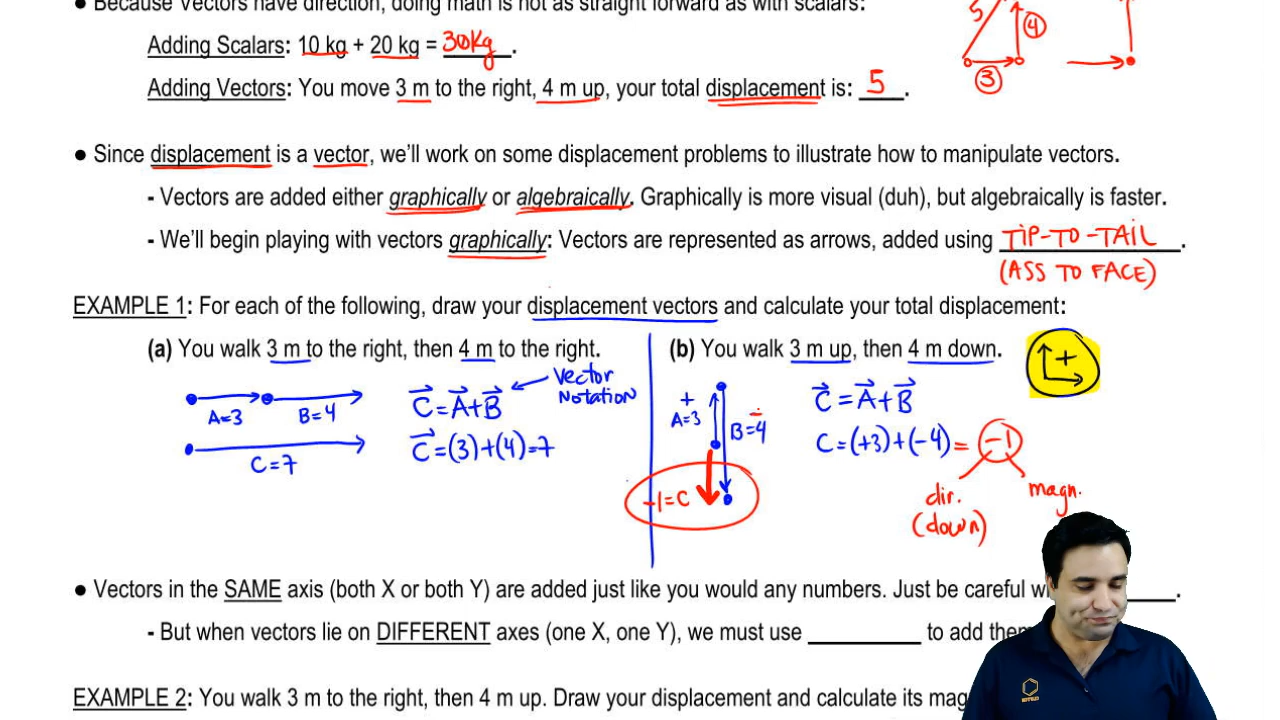 ● Because Vectors have direction, doing math is not as straight forward as with scalars:
Adding Scalars: 10 kg + 20 kg = 30kg.
Adding Vectors: You move 3 m to the right, 4 m up, your total displacement is: 5.
5
4
3
● Since displacement is a vector, we'll work on some displacement problems to illustrate how to manipulate vectors.
- Vectors are added either graphically or algebraically. Graphically is more visual (duh), but algebraically is faster.
- We'll begin playing with vectors graphically: Vectors are represented as arrows, added using TIP-TO-TAIL.
(ASS TO FACE)
EXAMPLE 1: For each of the following, draw your displacement vectors and calculate your total displacement:
(a) You walk 3 m to the right, then 4 m to the right.
A=3 B=4
C=7
C⃗=A⃗+B⃗
Vector
Notation
C⃗=(3)+(4)=7
(b) You walk 3 m up, then 4 m down.
+
+
A=3
B=-4
-1=C
C⃗=A⃗+B⃗
C=(+3)+(-4)=-1
dir. magn.
(down)
● Vectors in the SAME axis (both X or both Y) are added just like you would any numbers. Just be careful
- But when vectors lie on DIFFERENT axes (one X, one Y), we must use ________ to add
EXAMPLE 2: You walk 3 m to the right, then 4 m up. Draw your displacement and calculate its